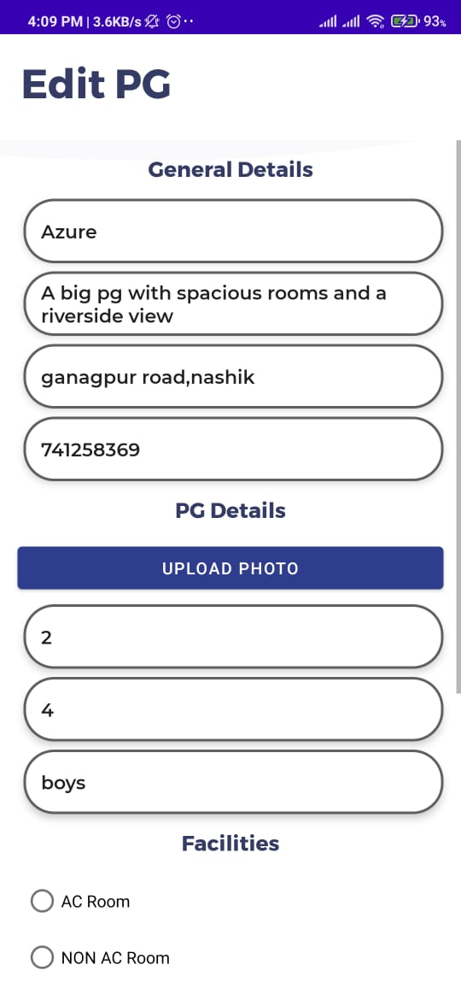 4:09 PM | 3.6KB/s 93%
Edit PG
General Details
Azure
A big pg with spacious rooms and a
riverside view
ganagpur road,nashik
741258369
PG Details
UPLOAD PHOTO
2
4
boys
Facilities
AC Room
NON AC Room